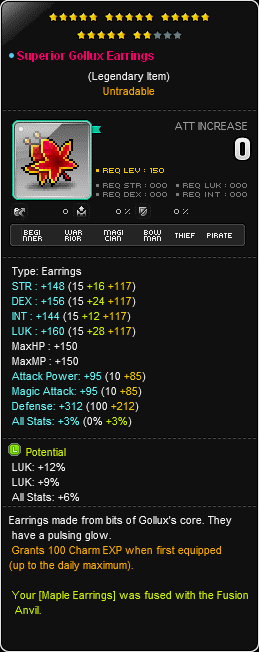 Superior Gollux Earrings
(Legendary Item)
Untradable
ATT INCREASE
0
REQ LEV : 150
REQ STR : 000 REQ LUK : 000
REQ DEX : 000 REQ INT : 000
0 0 % 0 %
BEGINNER WARRIOR MAGICIAN BOWMAN THIEF PIRATE
Type: Earrings
STR : +148 (15 +16 +117)
DEX : +156 (15 +24 +117)
INT : +144 (15 +12 +117)
LUK : +160 (15 +28 +117)
MaxHP : +150
MaxMP : +150
Attack Power: +95 (10 +85)
Magic Attack: +95 (10 +85)
Defense: +312 (100 +212)
All Stats: +3% (0% +3%)
L Potential
LUK: +12%
LUK: +9%
All Stats: +6%
Earrings made from bits of Gollux's core. They
have a pulsing glow.
Grants 100 Charm EXP when first equipped
(up to the daily maximum).
Your [Maple Earrings] was fused with the Fusion
Anvil.